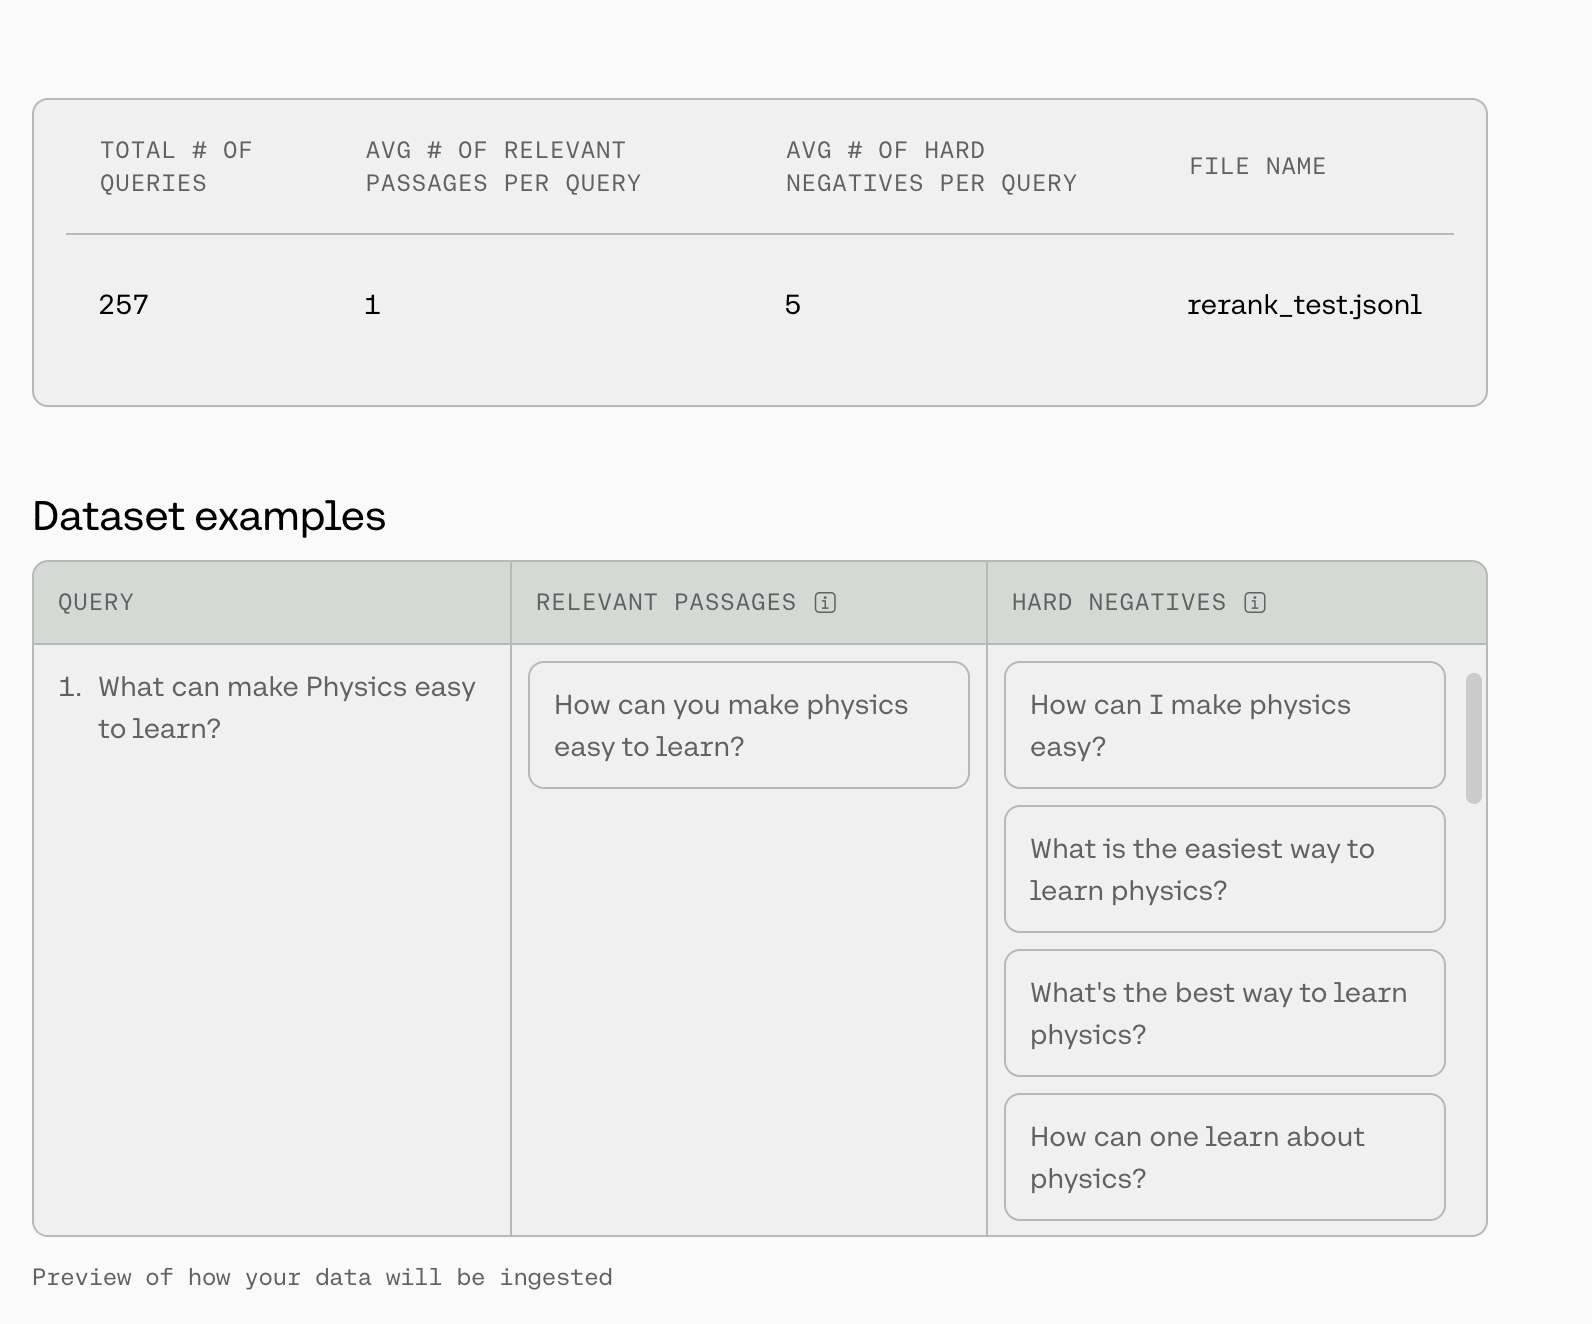 TOTAL # OF
QUERIES
AVG # OF RELEVANT
PASSAGES PER QUERY
AVG # OF HARD
NEGATIVES PER QUERY
FILE NAME
257
1
5
rerank_test.jsonl
Dataset examples
QUERY
RELEVANT PASSAGES
HARD NEGATIVES
1. What can make Physics easy
to learn?
How can you make physics
easy to learn?
How can I make physics
easy?
What is the easiest way to
learn physics?
What's the best way to learn
physics?
How can one learn about
physics?
Preview of how your data will be ingested